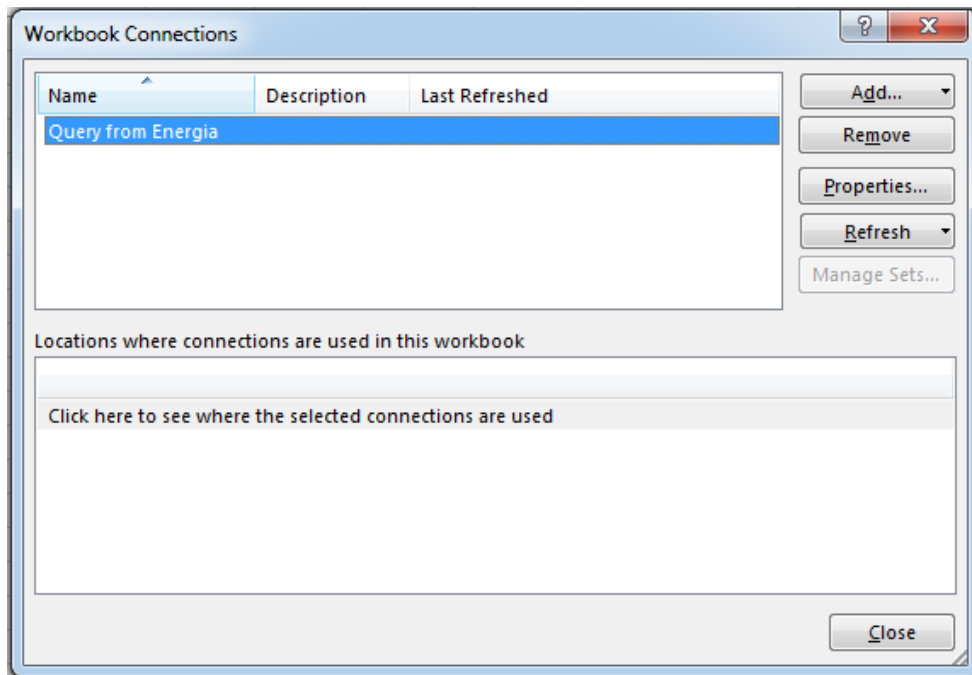 Workbook Connections
Name Description Last Refreshed
Query from Energia
Add...
Remove
Properties...
Refresh
Manage Sets...
Locations where connections are used in this workbook
Click here to see where the selected connections are used
Close